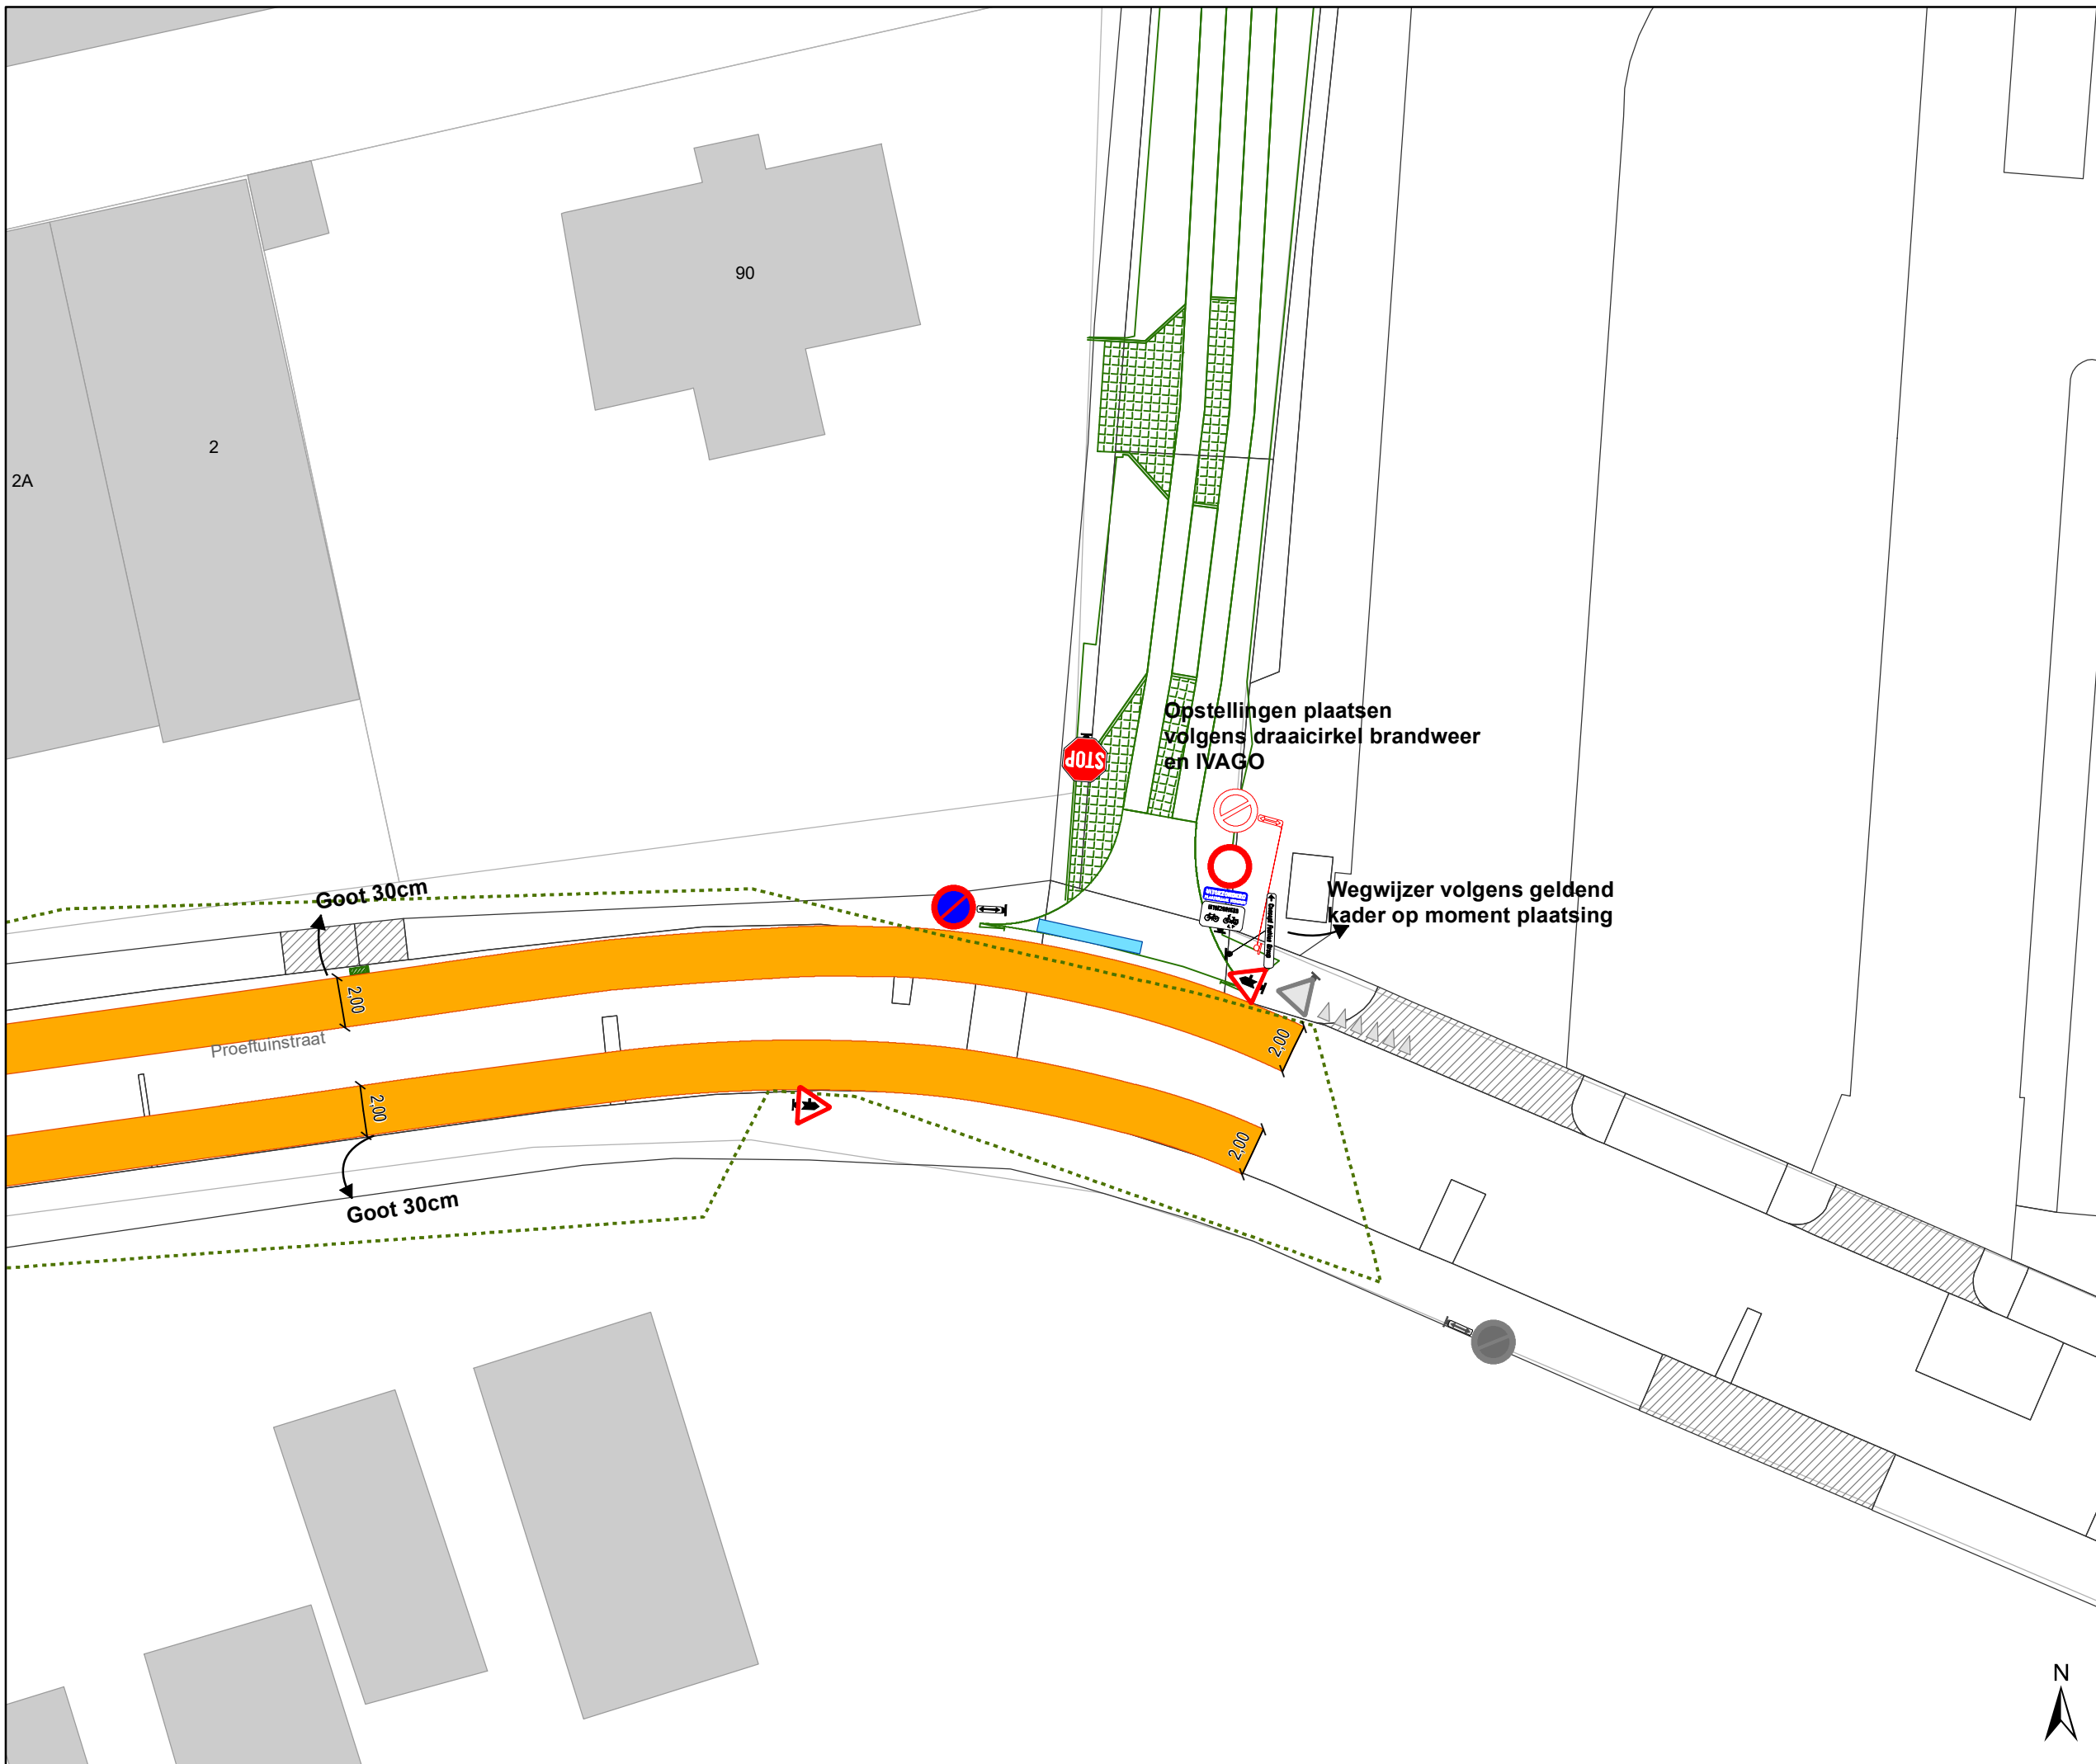 90
2
2A
Opstellingen plaatsen
volgens draaicirkel brandweer
en IVAGO
STOP
Goot 30cm
Wegwijzer volgens geldend
kader op moment plaatsing
2,00
Proeftuinstraat
2,00
2,00
2,00
Goot 30cm
N